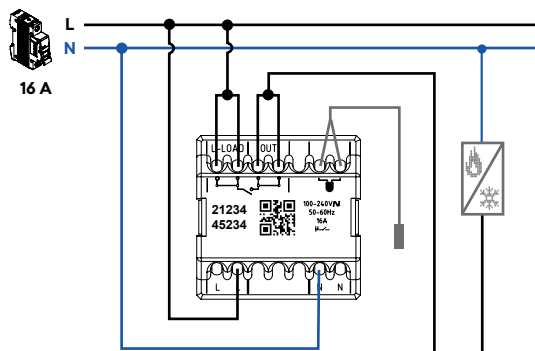 L
N
16 A
L-LOAD OUT
21234
45234
100-240V~
50-60Hz
16A
L L N N